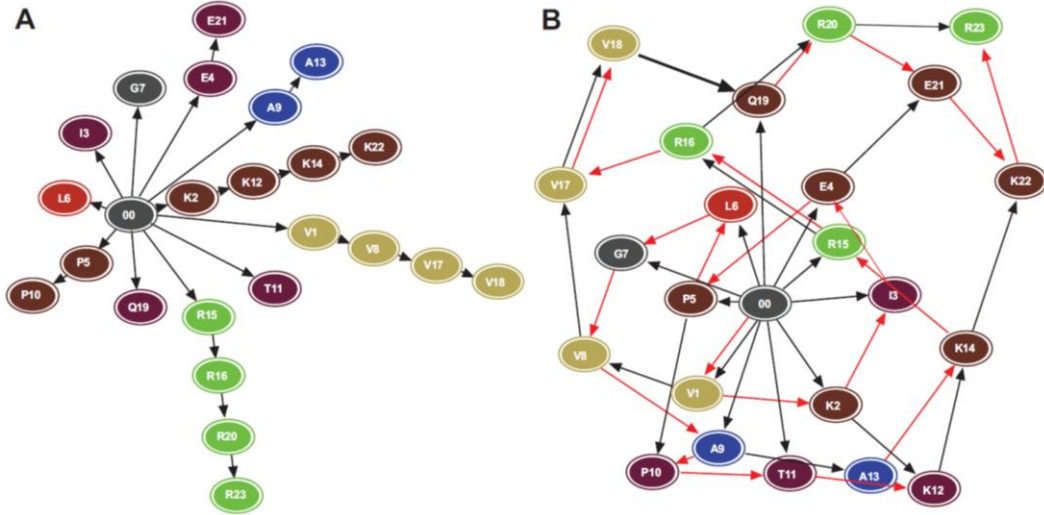 A
E21
E4
A13
G7
A9
I3
K22
K14
K12
L6
K2
00
V1
V8
P5
V17
T11
V18
P10
Q19
R15
R16
R20
R23
B
R20
R23
V18
E21
Q19
R16
K22
V17
E4
L6
R15
G7
I3
P5
00
K14
V8
V1
K2
A9
P10
T11
A13
K12